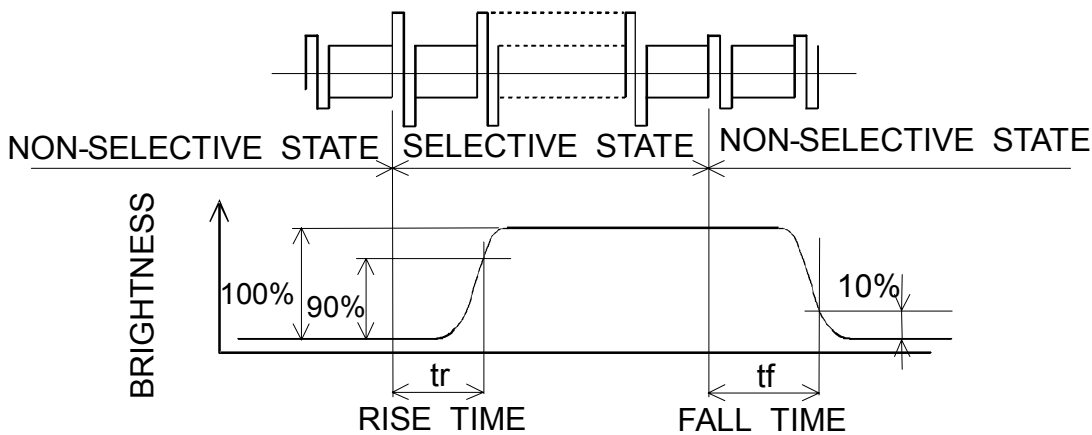 NON-SELECTIVE STATE
SELECTIVE STATE
NON-SELECTIVE STATE
BRIGHTNESS
100%
90%
10%
tr
tf
RISE TIME
FALL TIME